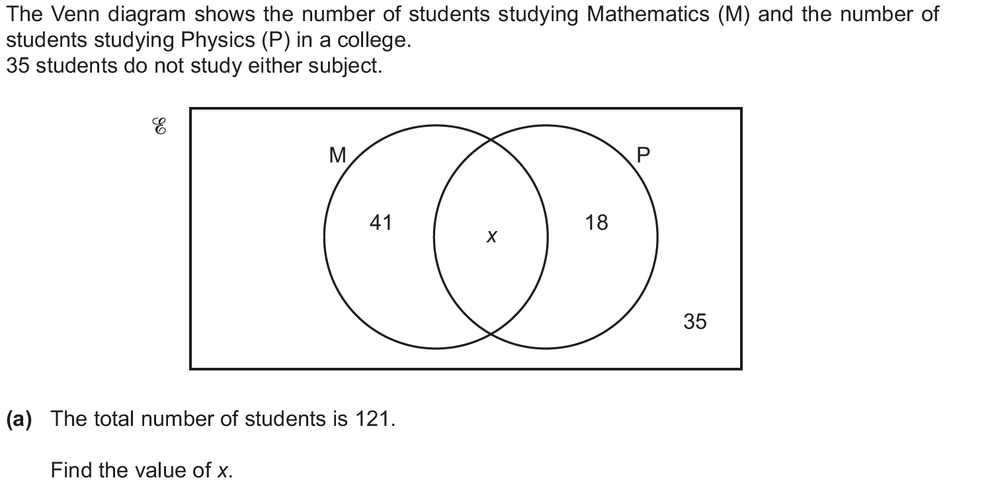 The Venn diagram shows the number of students studying Mathematics (M) and the number of
students studying Physics (P) in a college.
35 students do not study either subject.
ℰ
M
P
41
18
x
35
(a) The total number of students is 121.
Find the value of x.